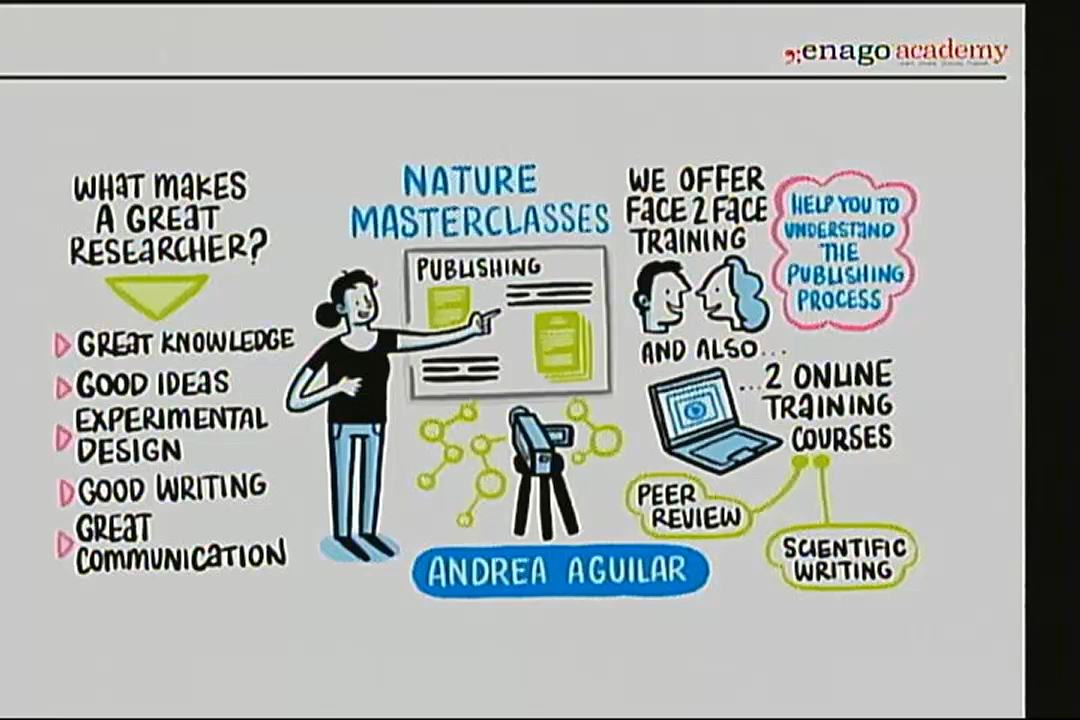 enago academy
WHAT MAKES
A GREAT
RESEARCHER?
GREAT KNOWLEDGE
GOOD IDEAS
EXPERIMENTAL
DESIGN
GOOD WRITING
GREAT
COMMUNICATION
NATURE
MASTERCLASSES
PUBLISHING
ANDREA AGUILAR
WE OFFER
FACE 2 FACE
TRAINING
HELP YOU TO
UNDERSTAND
THE
PUBLISHING
PROCESS
AND ALSO...
...2 ONLINE
TRAINING
COURSES
PEER
REVIEW
SCIENTIFIC
WRITING